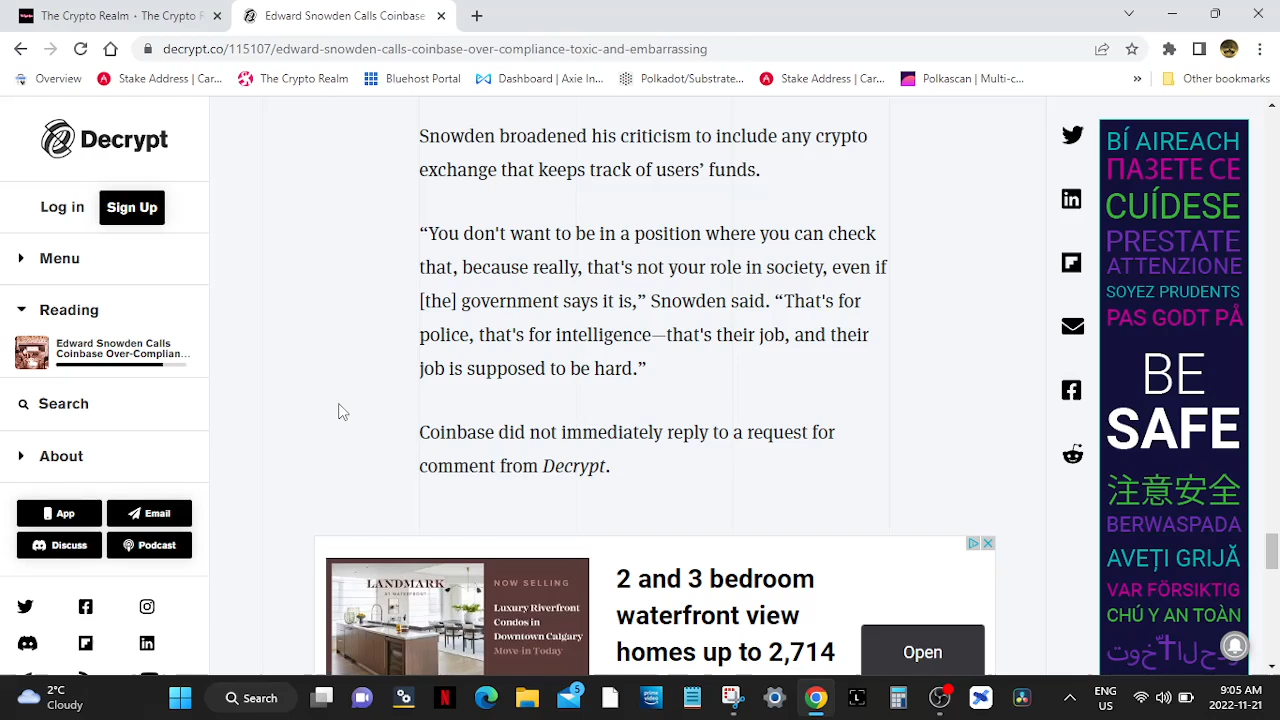 The Crypto Realm - The Crypto R
Edward Snowden Calls Coinbase
decrypt.co/115107/edward-snowden-calls-coinbase-over-compliance-toxic-and-embarrassing
Overview
Stake Address | Car...
The Crypto Realm
Bluehost Portal
Dashboard | Axie In...
Polkadot/Substrate...
Stake Address | Car...
Polkascan | Multi-c...
»
Other bookmarks
Decrypt
Log in
Sign Up
Menu
Reading
Edward Snowden Calls
Coinbase Over-Complian...
Search
About
App
Email
Discuss
Podcast
Snowden broadened his criticism to include any crypto
exchange that keeps track of users’ funds.
“You don't want to be in a position where you can check
that, because really, that's not your role in society, even if
[the] government says it is,” Snowden said. “That's for
police, that's for intelligence—that's their job, and their
job is supposed to be hard.”
Coinbase did not immediately reply to a request for
comment from Decrypt.
LANDMARK
AT WATERFRONT
NOW SELLING
Luxury Riverfront
Condos in
Downtown Calgary
Move-in Today
2 and 3 bedroom
waterfront view
homes up to 2,714
Open
BÍ AIREACH
ПАЗЕТЕ СЕ
CUÍDESE
PRESTATE
ATTENZIONE
SOYEZ PRUDENTS
PAS GODT PÅ
BE
SAFE
注意安全
BERWASPADA
AVEȚI GRIJĂ
VAR FÖRSIKTIG
CHÚ Ý AN TOÀN
2°C
Cloudy
Search
5
ENG
US
9:05 AM
2022-11-21